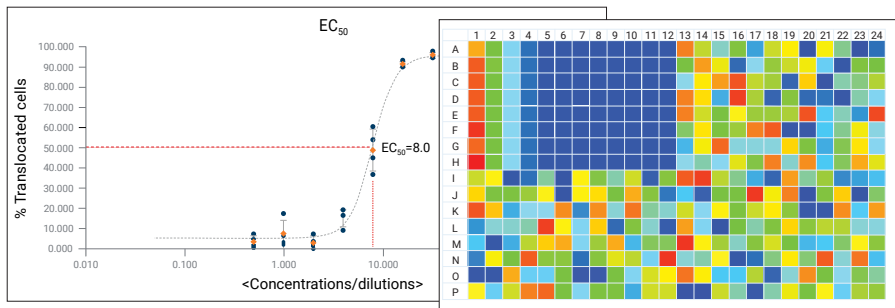 EC50
100.000
90.000
80.000
70.000
60.000
50.000
40.000
30.000
20.000
10.000
0.000
% Translocated cells
EC50=8.0
0.010 0.100 1.000 10.000
<Concentrations/dilutions>
1 2 3 4 5 6 7 8 9 10 11 12 13 14 15 16 17 18 19 20 21 22 23 24
A
B
C
D
E
F
G
H
I
J
K
L
M
N
O
P